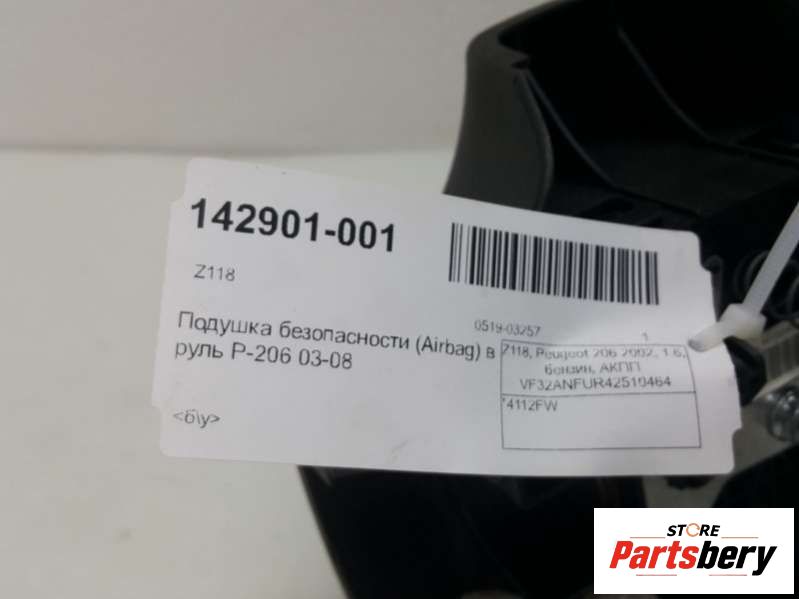 142901-001
Z118
0519-03257 1
Подушка безопасности (Airbag) в
руль P-206 03-08
Z118, Peugeot 206 2002, 1.6,
бензин, АКПП
VF32ANFUR42510464
<б\у>
*4112FW
STORE
Partsbery